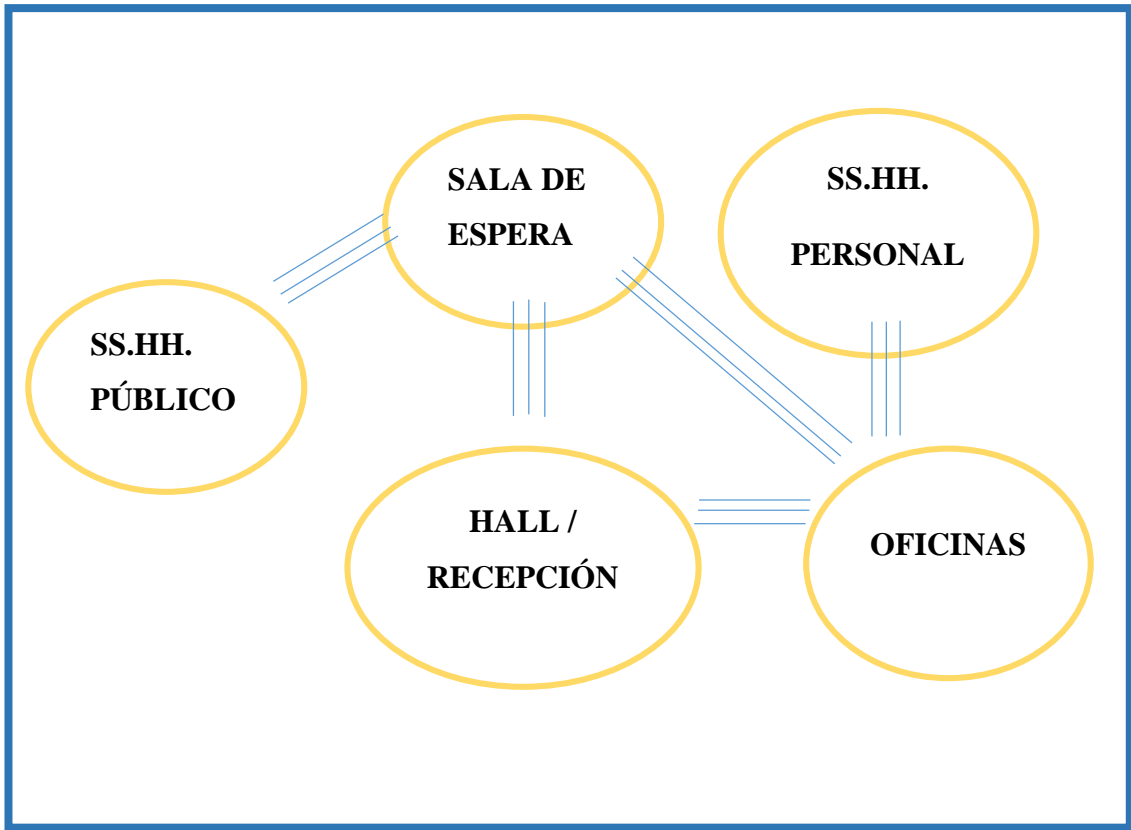 SALA DE
ESPERA
SS.HH.
PERSONAL
SS.HH.
PÚBLICO
HALL /
RECEPCIÓN
OFICINAS